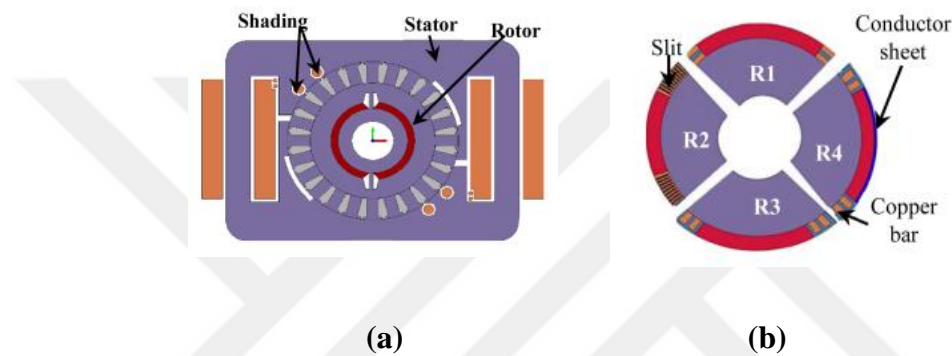 Shading
Stator
Rotor
(a)
Slit
R1
R2
R3
R4
Conductor
sheet
Copper
bar
(b)